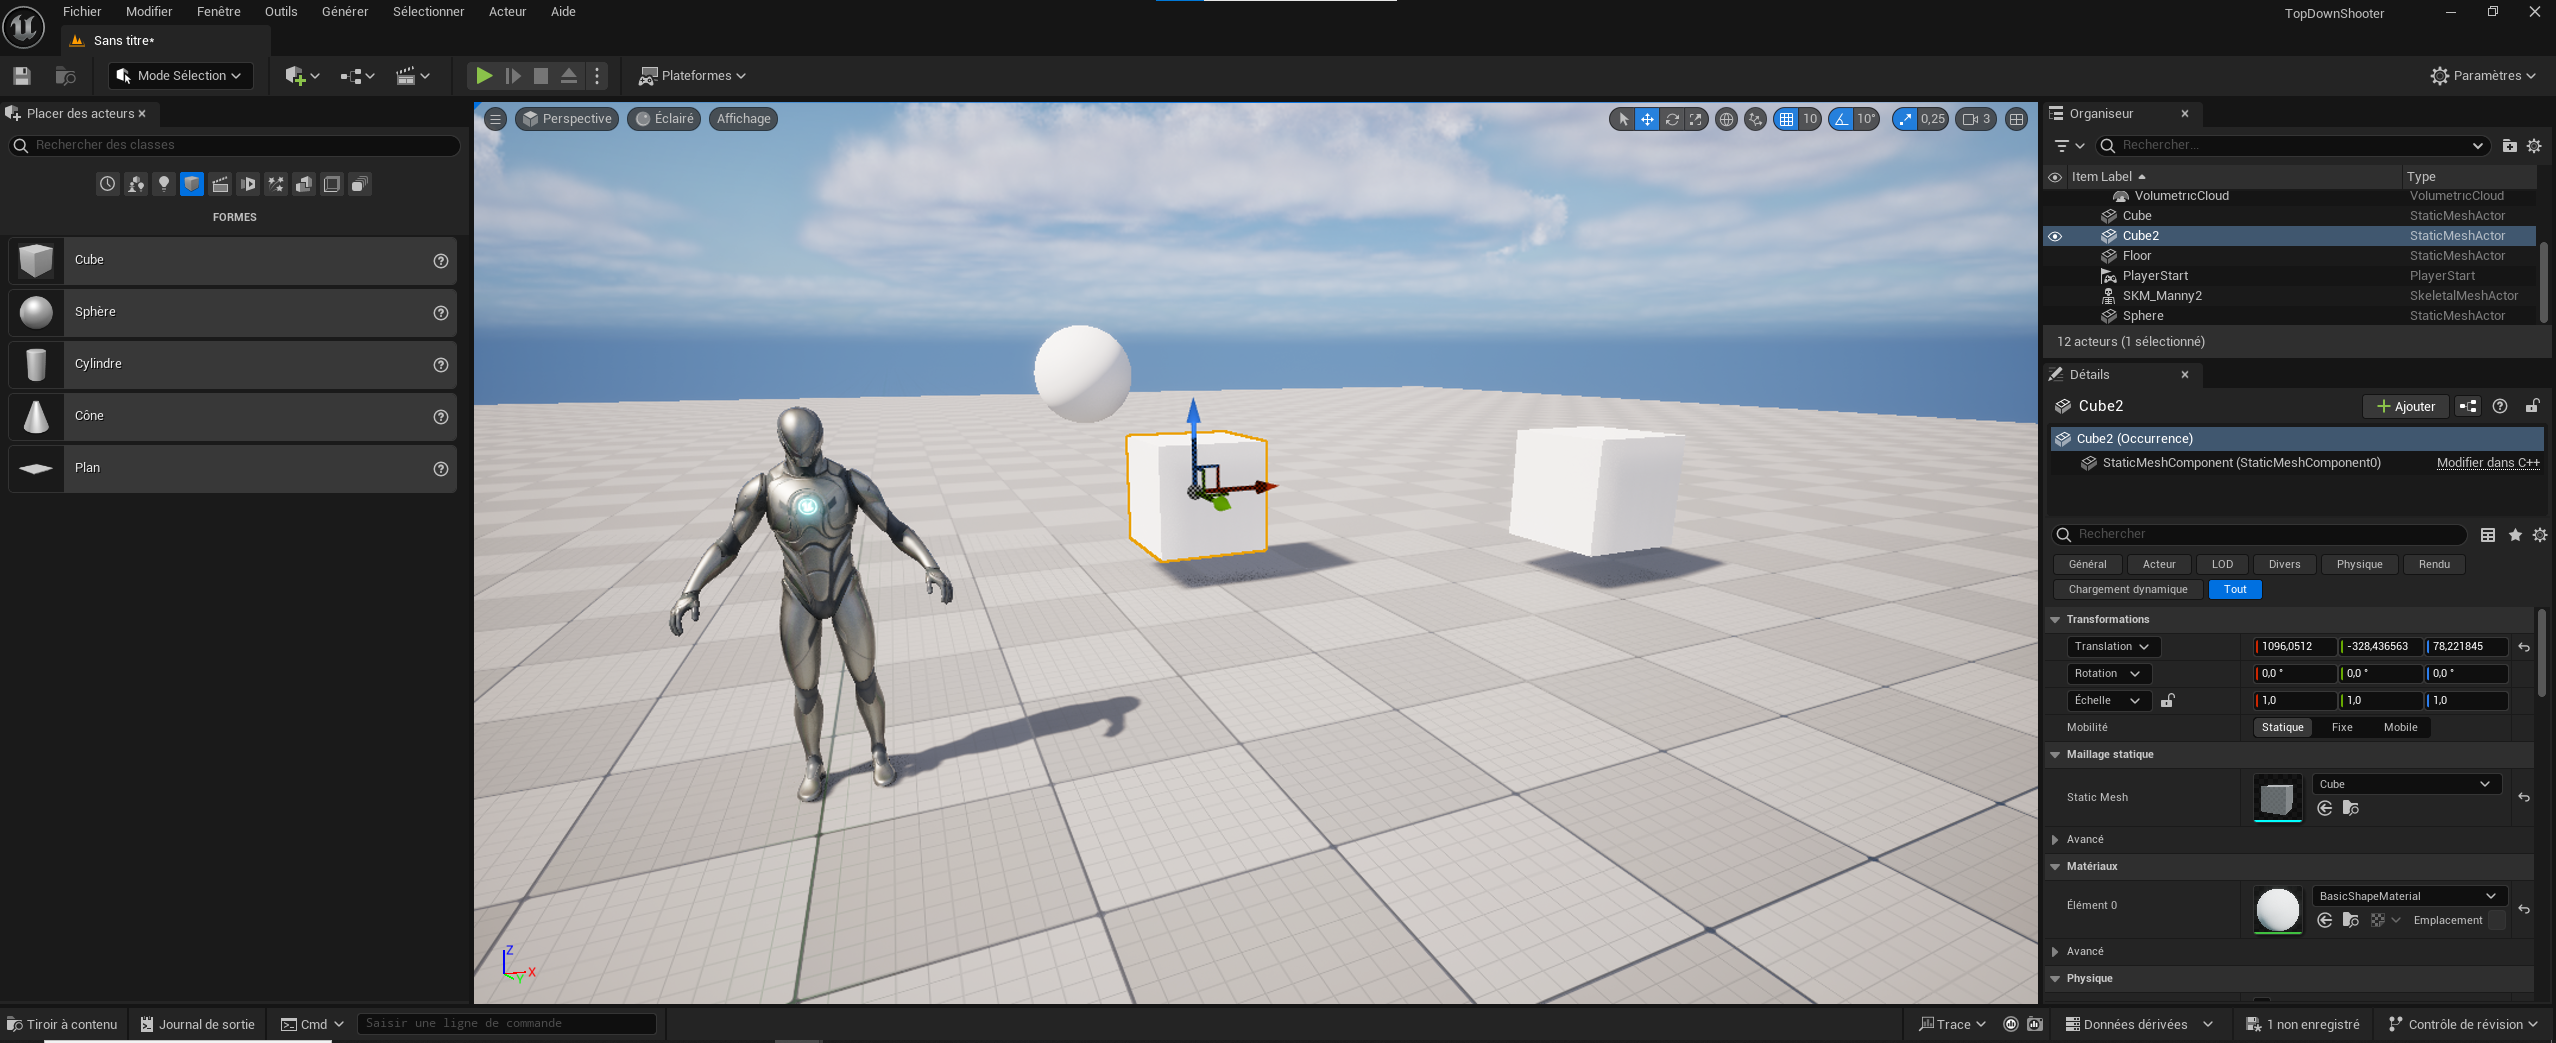 Fichier Modifier Fenêtre Outils Générer Sélectionner Acteur Aide TopDownShooter
Sans titre*
Mode Sélection Plateformes Paramètres
Placer des acteurs
Rechercher des classes
FORMES
Cube
Sphère
Cylindre
Cône
Plan
Perspective Éclairé Affichage 10 10° 0,25 3
Z
X
Y
Organiseur
Rechercher...
Item Label Type
VolumetricCloud VolumetricCloud
Cube StaticMeshActor
Cube2 StaticMeshActor
Floor StaticMeshActor
PlayerStart PlayerStart
SKM_Manny2 SkeletalMeshActor
Sphere StaticMeshActor
12 acteurs (1 sélectionné)
Détails
Cube2 Ajouter
Cube2 (Occurrence)
StaticMeshComponent (StaticMeshComponent0) Modifier dans C++
Rechercher
Général Acteur LOD Divers Physique Rendu
Chargement dynamique Tout
Transformations
Translation 1096,0512 -328,436563 78,221845
Rotation 0,0 ° 0,0 ° 0,0 °
Échelle 1,0 1,0 1,0
Mobilité Statique Fixe Mobile
Maillage statique
Static Mesh Cube
Avancé
Matériaux
Élément 0 BasicShapeMaterial
Emplacement
Avancé
Physique
Tiroir à contenu Journal de sortie Cmd Saisir une ligne de commande Trace Données dérivées 1 non enregistré Contrôle de révision